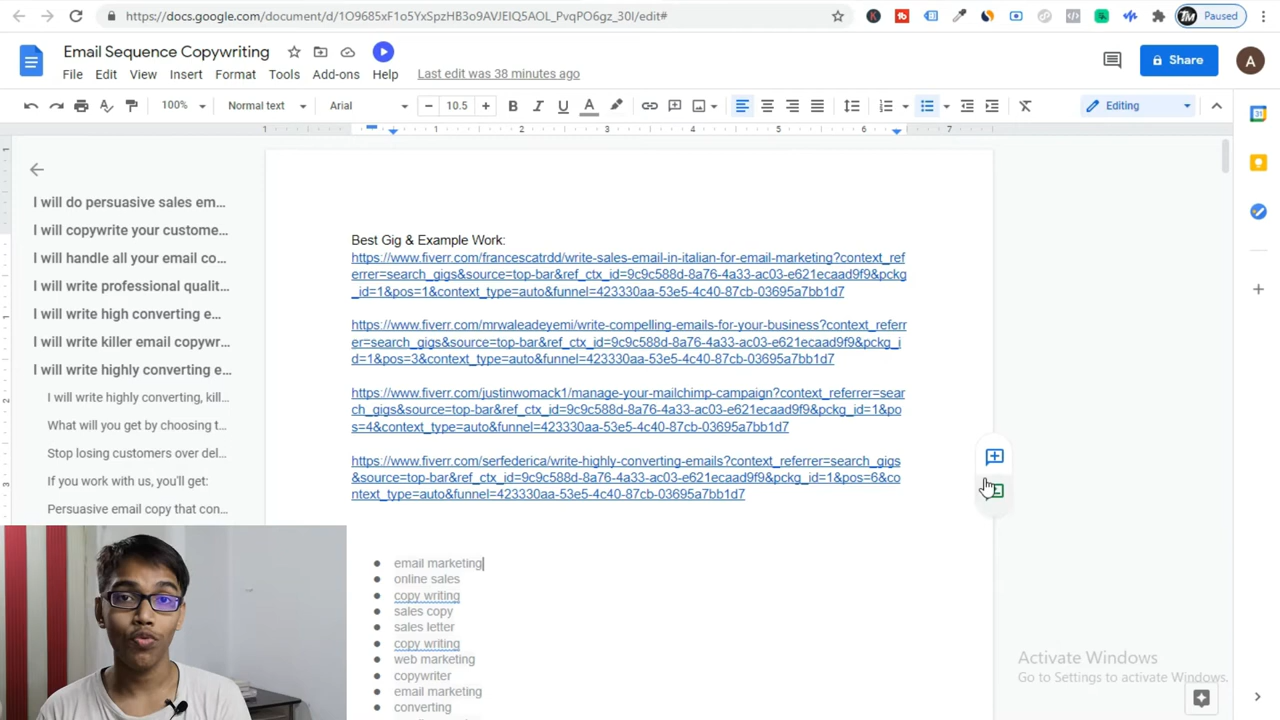 https://docs.google.com/document/d/1O9685xF1o5YxSpzHB3o9AVJEIQ5AOL_PvqPO6gz_30I/edit#
Paused
Email Sequence Copywriting
File Edit View Insert Format Tools Add-ons Help Last edit was 38 minutes ago
Share
A
100% Normal text Arial 10.5 Editing
1 1 2 3 4 5 6 7
I will do persuasive sales em…
I will copywrite your custome…
I will handle all your email co…
I will write professional qualit…
I will write high converting e…
I will write killer email copywr…
I will write highly converting e…
I will write highly converting, kill…
What will you get by choosing t…
Stop losing customers over del…
If you work with us, you'll get:
Persuasive email copy that con…
Best Gig & Example Work:
https://www.fiverr.com/francescatrdd/write-sales-email-in-italian-for-email-marketing?context_ref
errer=search_gigs&source=top-bar&ref_ctx_id=9c9c588d-8a76-4a33-ac03-e621ecaad9f9&pckg
_id=1&pos=1&context_type=auto&funnel=423330aa-53e5-4c40-87cb-03695a7bb1d7
https://www.fiverr.com/mrwaleadeyemi/write-compelling-emails-for-your-business?context_referr
er=search_gigs&source=top-bar&ref_ctx_id=9c9c588d-8a76-4a33-ac03-e621ecaad9f9&pckg_i
d=1&pos=3&context_type=auto&funnel=423330aa-53e5-4c40-87cb-03695a7bb1d7
https://www.fiverr.com/justinwomack1/manage-your-mailchimp-campaign?context_referrer=sear
ch_gigs&source=top-bar&ref_ctx_id=9c9c588d-8a76-4a33-ac03-e621ecaad9f9&pckg_id=1&po
s=4&context_type=auto&funnel=423330aa-53e5-4c40-87cb-03695a7bb1d7
https://www.fiverr.com/serfederica/write-highly-converting-emails?context_referrer=search_gigs
&source=top-bar&ref_ctx_id=9c9c588d-8a76-4a33-ac03-e621ecaad9f9&pckg_id=1&pos=6&co
ntext_type=auto&funnel=423330aa-53e5-4c40-87cb-03695a7bb1d7
● email marketing
● online sales
● copy writing
● sales copy
● sales letter
● copy writing
● web marketing
● copywriter
● email marketing
● converting
Activate Windows
Go to Settings to activate Windows.